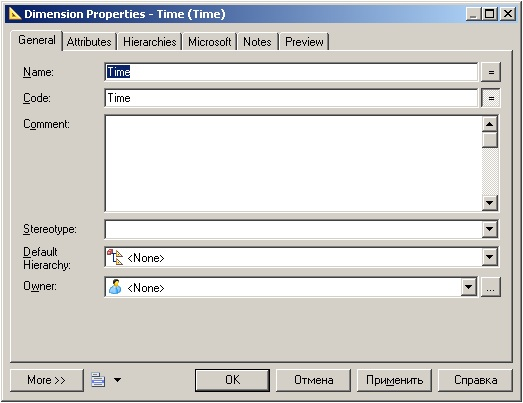 Dimension Properties - Time (Time)
General Attributes Hierarchies Microsoft Notes Preview
Name: Time =
Code: Time =
Comment:
Stereotype:
Default
Hierarchy: <None>
Owner: <None> ...
More >> OK Отмена Применить Справка